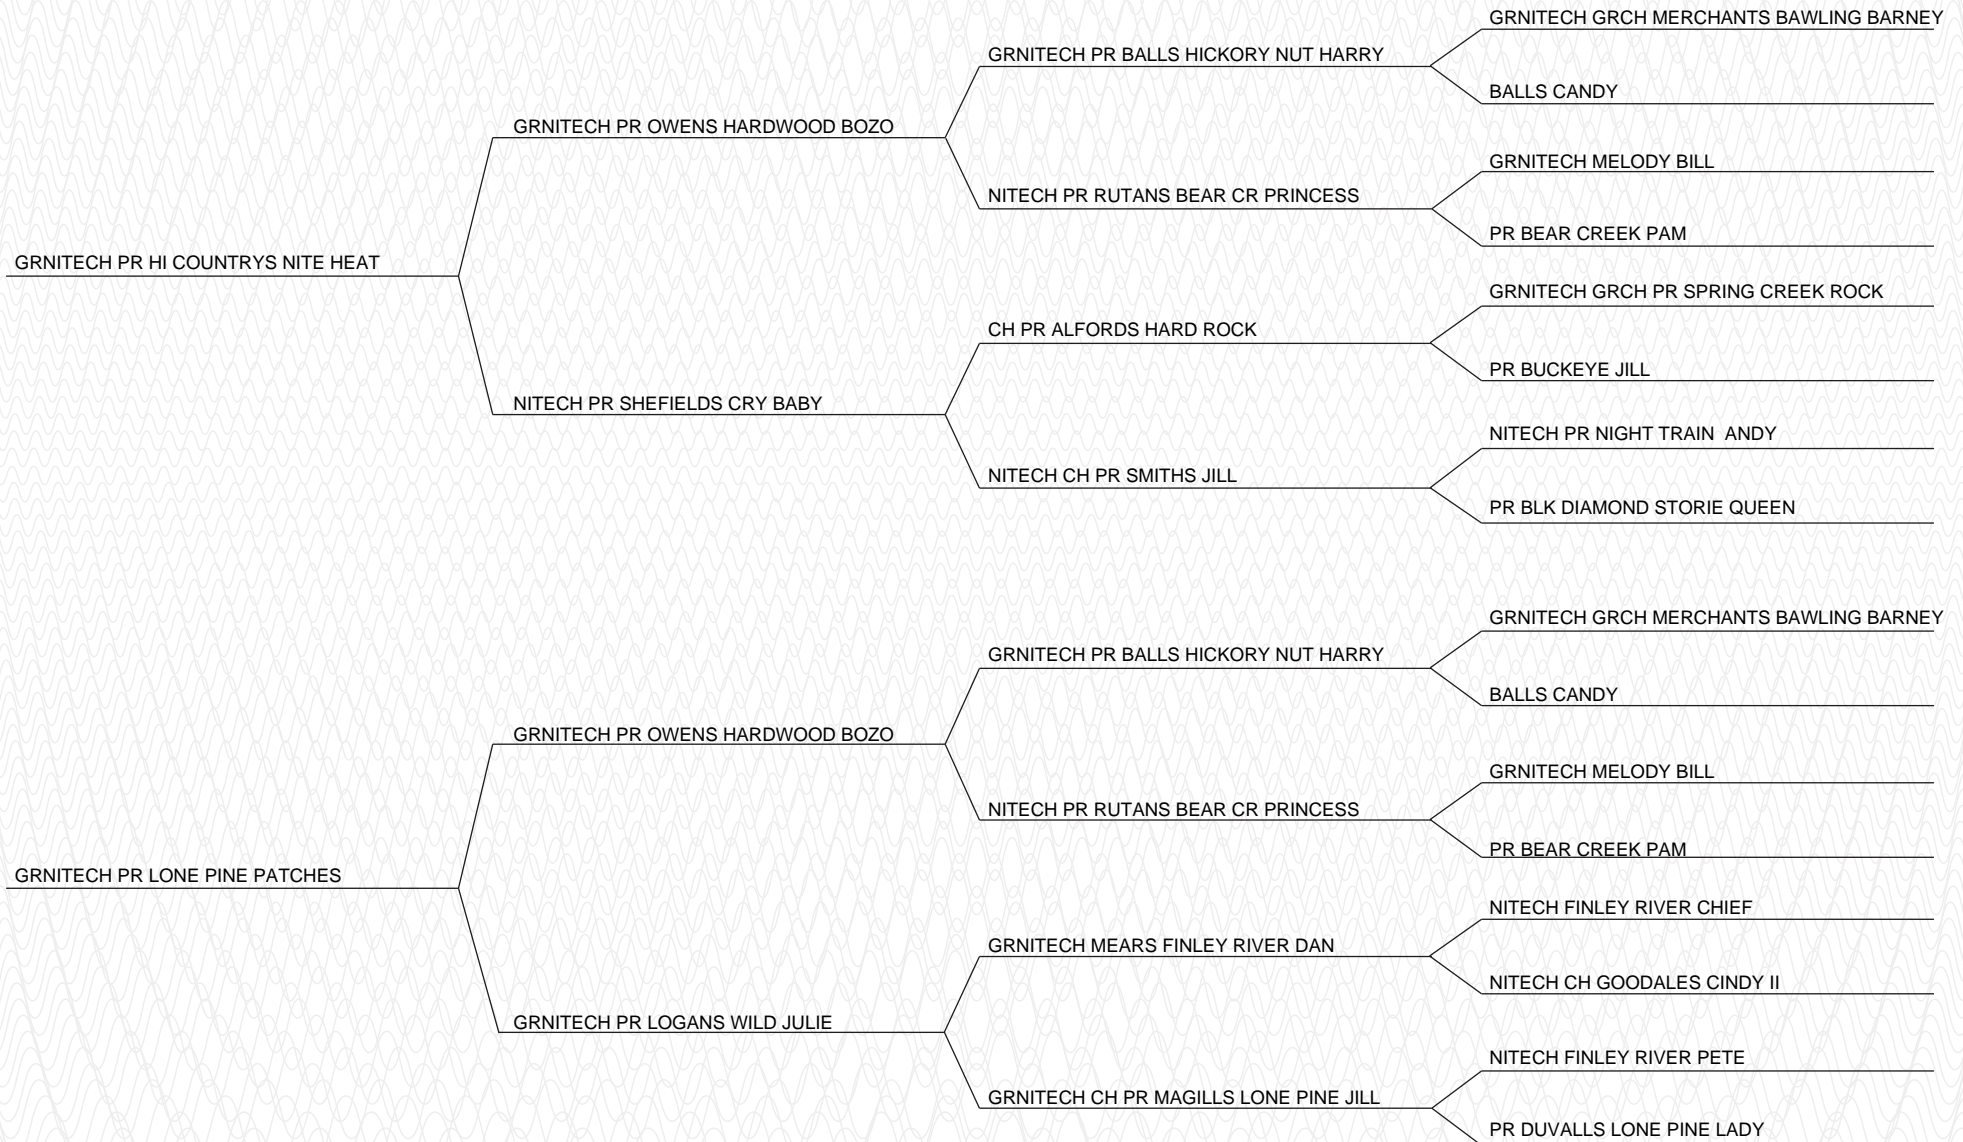 GRNITECH GRCH MERCHANTS BAWLING BARNEY
GRNITECH PR BALLS HICKORY NUT HARRY
BALLS CANDY
GRNITECH PR OWENS HARDWOOD BOZO
GRNITECH MELODY BILL
NITECH PR RUTANS BEAR CR PRINCESS
PR BEAR CREEK PAM
GRNITECH PR HI COUNTRYS NITE HEAT
GRNITECH GRCH PR SPRING CREEK ROCK
CH PR ALFORDS HARD ROCK
PR BUCKEYE JILL
NITECH PR SHEFIELDS CRY BABY
NITECH PR NIGHT TRAIN  ANDY
NITECH CH PR SMITHS JILL
PR BLK DIAMOND STORIE QUEEN
GRNITECH GRCH MERCHANTS BAWLING BARNEY
GRNITECH PR BALLS HICKORY NUT HARRY
BALLS CANDY
GRNITECH PR OWENS HARDWOOD BOZO
GRNITECH MELODY BILL
NITECH PR RUTANS BEAR CR PRINCESS
PR BEAR CREEK PAM
GRNITECH PR LONE PINE PATCHES
NITECH FINLEY RIVER CHIEF
GRNITECH MEARS FINLEY RIVER DAN
NITECH CH GOODALES CINDY II
GRNITECH PR LOGANS WILD JULIE
NITECH FINLEY RIVER PETE
GRNITECH CH PR MAGILLS LONE PINE JILL
PR DUVALLS LONE PINE LADY